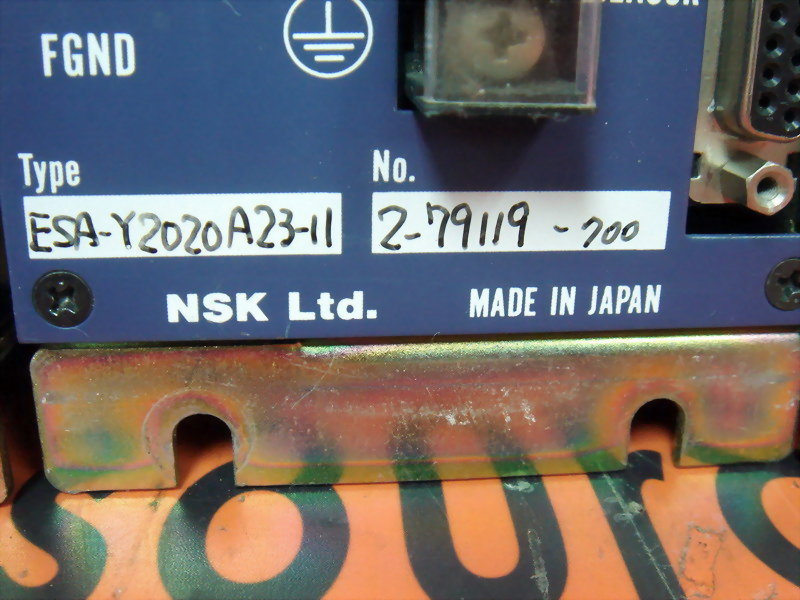 FGND
Type
No.
ESA-Y2020A23-11
2-79119-700
NSK Ltd.
MADE IN JAPAN